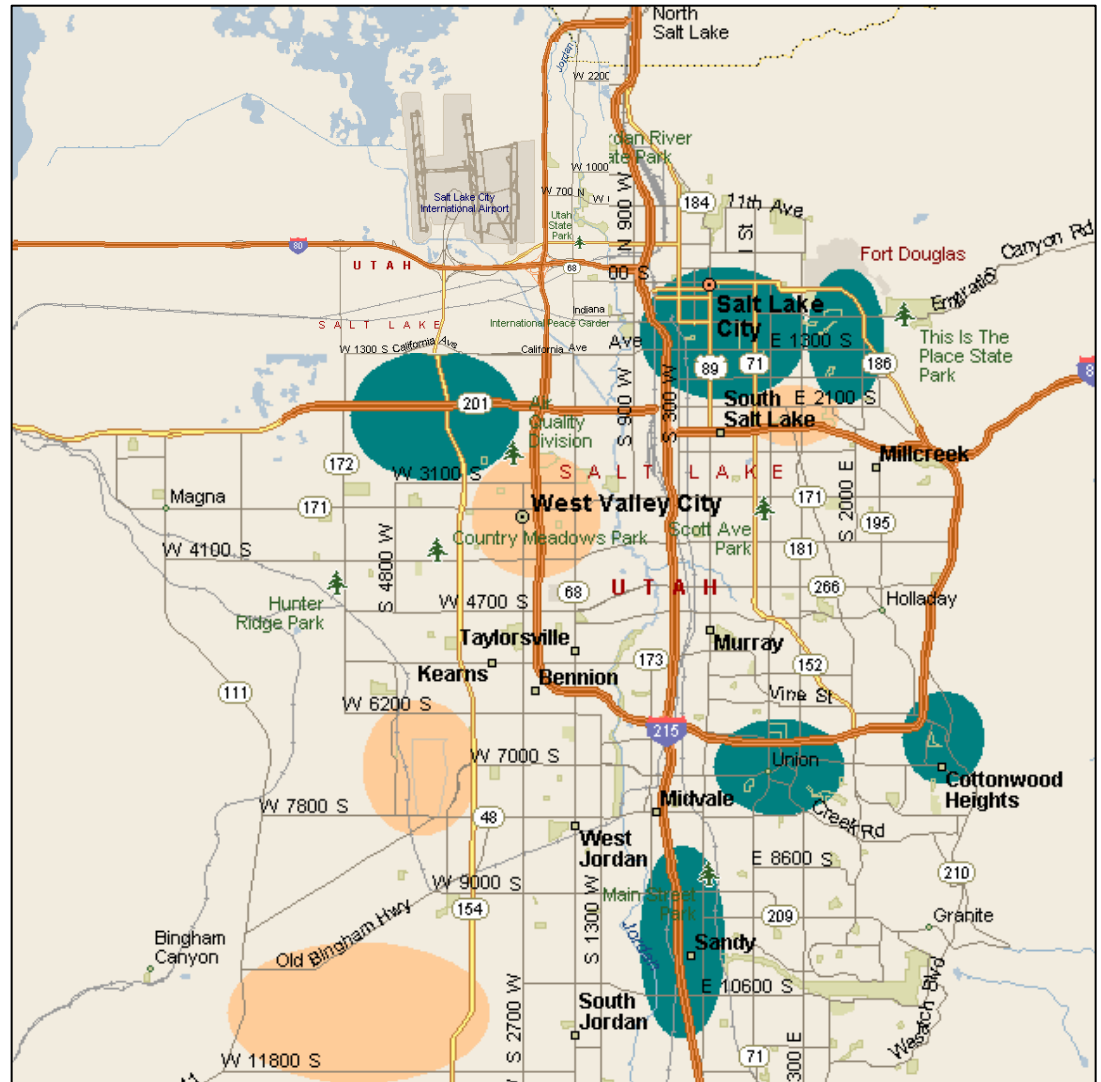 North
Salt Lake
Jordan
W 2200
rdan River
ate Park
W 1000
W 700 N
N 900 W
184
11th Ave
I St
Salt Lake City
International Airport
Utah
State
Park
Fort Douglas
Canyon Rd
Emigratio
80
UTAH
68
00 S
Salt Lake
City
Indiana
SALT LAKE
International Peace Garden
Ave
E 1300 S
This Is The
Place State
Park
W 1300 S
California Ave
California Ave
89
71
186
8
201
Air
Quality
Division
S 900 W
S 300 W
South
Salt Lake
E 2100 S
172
W 3100 S
SALT LAKE
Millcreek
Magna
171
West Valley City
171
S 2000 E
195
Country Meadows Park
Scott Ave
Park
W 4100 S
S 4800 W
181
UTAH
68
266
Holladay
Hunter
Ridge Park
W 4700 S
Taylorsville
Murray
Kearns
173
152
Bennion
111
Vine St
W 6200 S
215
W 7000 S
Union
Cottonwood
Heights
W 7800 S
Midvale
48
Creek Rd
West
Jordan
E 8600 S
210
W 9000 S
Main Street
Park
154
S 1300 W
209
Granite
Old Bingham Hwy
Bingham
Canyon
Jordan
Sandy
E 10600 S
South
Jordan
S 2700 W
Wasatch Blvd
W 11800 S
71
300 E